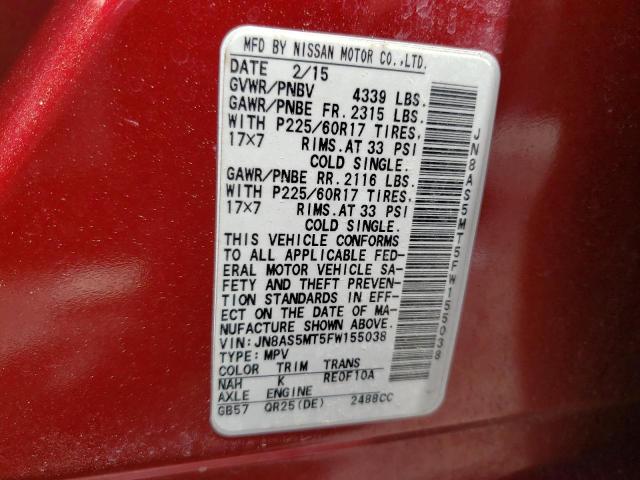 MFD BY NISSAN MOTOR CO.,LTD.
DATE 2/15
GVWR/PNBV 4339 LBS.
GAWR/PNBE FR. 2315 LBS.
WITH P225/60R17 TIRES,
17×7 RIMS.AT 33 PSI
COLD SINGLE.
GAWR/PNBE RR. 2116 LBS.
WITH P225/60R17 TIRES,
17×7 RIMS.AT 33 PSI
COLD SINGLE.
THIS VEHICLE CONFORMS
TO ALL APPLICABLE FED-
ERAL MOTOR VEHICLE SA-
FETY AND THEFT PREVEN-
TION STANDARDS IN EFF-
ECT ON THE DATE OF MA-
NUFACTURE SHOWN ABOVE.
VIN: JN8AS5MT5FW155038
TYPE: MPV
COLOR TRIM TRANS
NAH K RE0F10A
AXLE ENGINE
GB57 QR25(DE) 2488CC
JN8AS5MT5FW155038